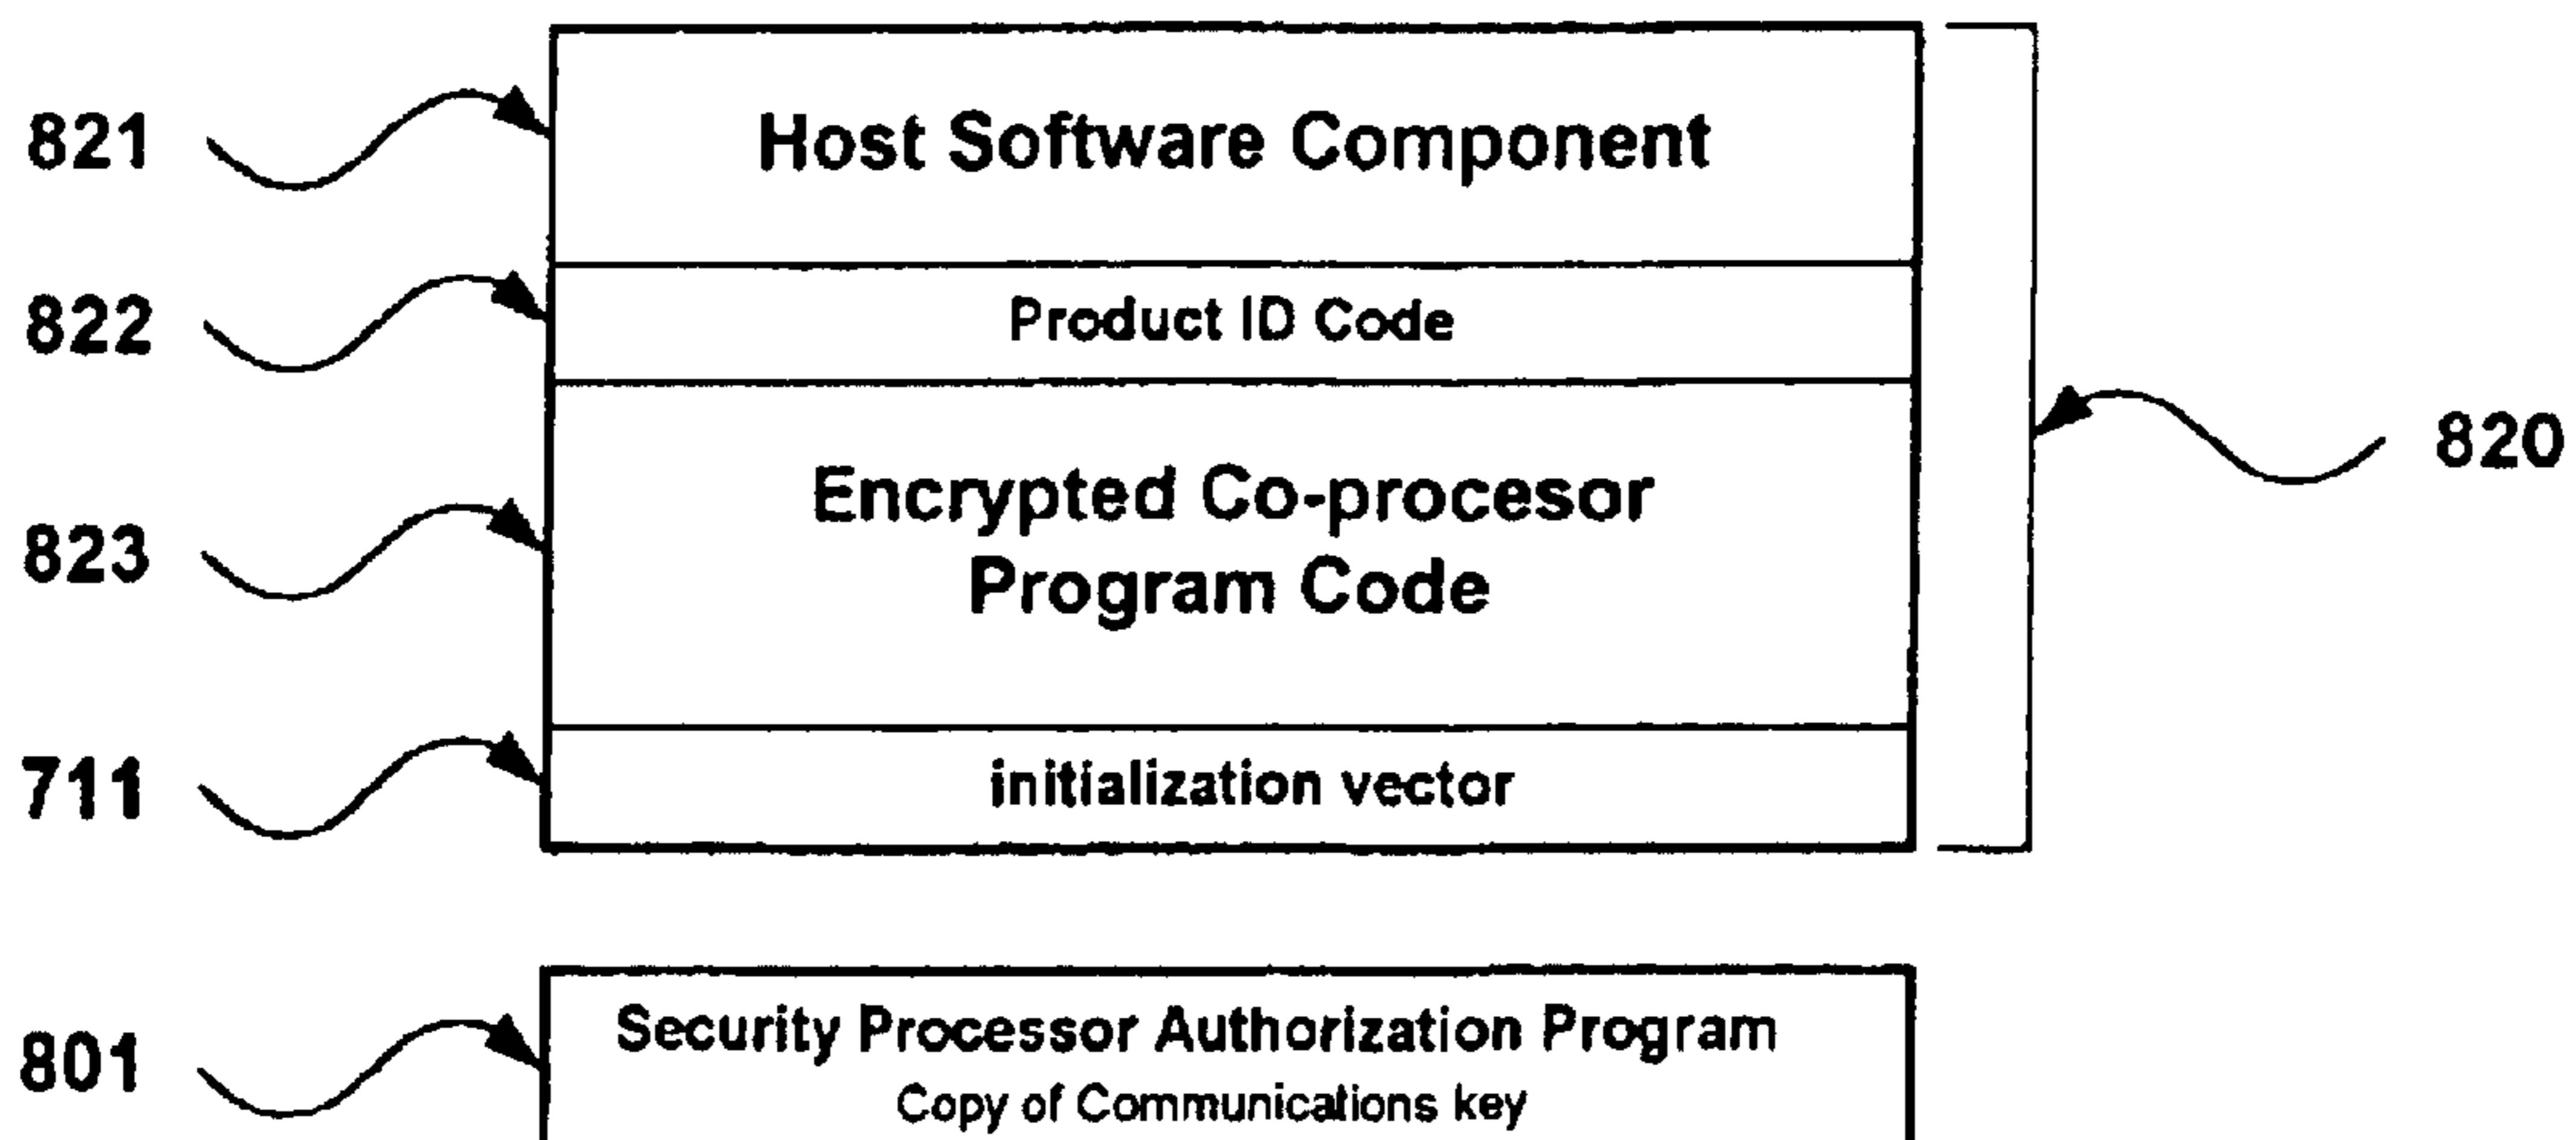 821
Host Software Component
822
Product ID Code
823
Encrypted Co-procesor
Program Code
820
711
initialization vector
801
Security Processor Authorization Program
Copy of Communications key